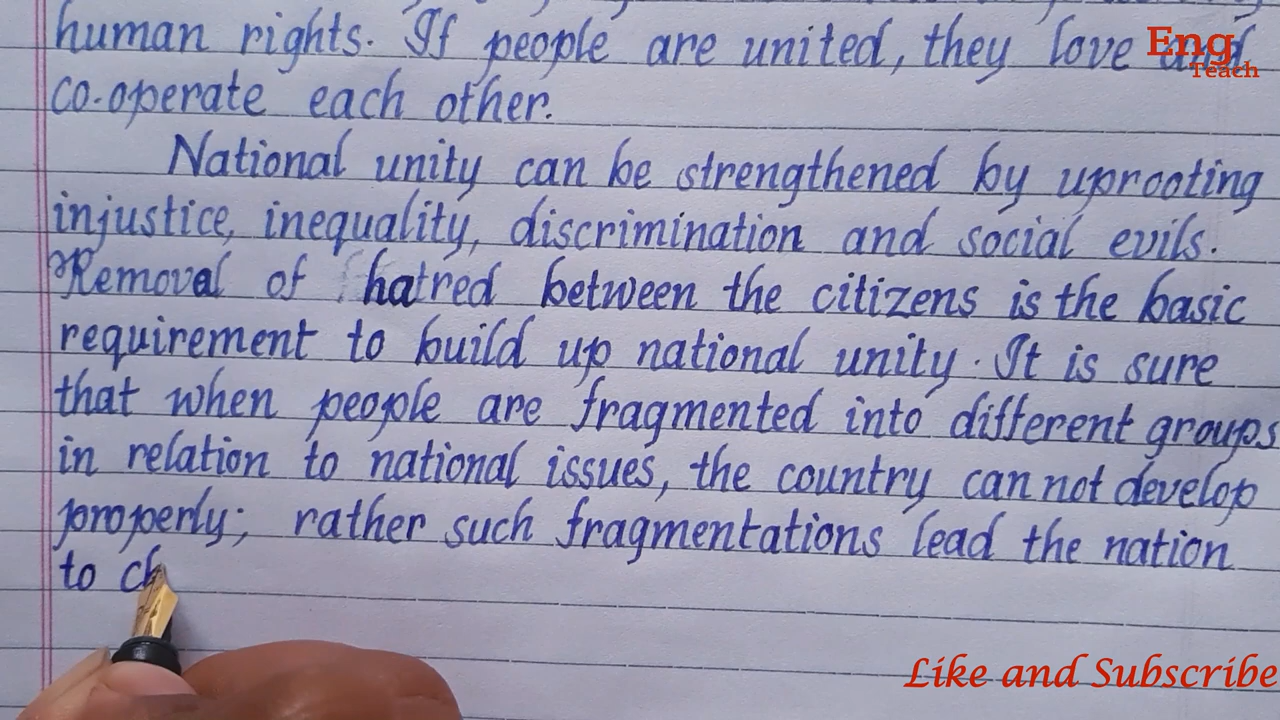 human rights. If people are united, they love and
co-operate each other.
National unity can be strengthened by uprooting
injustice, inequality, discrimination and social evils.
Removal of hatred between the citizens is the basic
requirement to build up national unity. It is sure
that when people are fragmented into different groups
in relation to national issues, the country can not develop
properly; rather such fragmentations lead the nation
to ch
Eng
Teach
Like and Subscribe